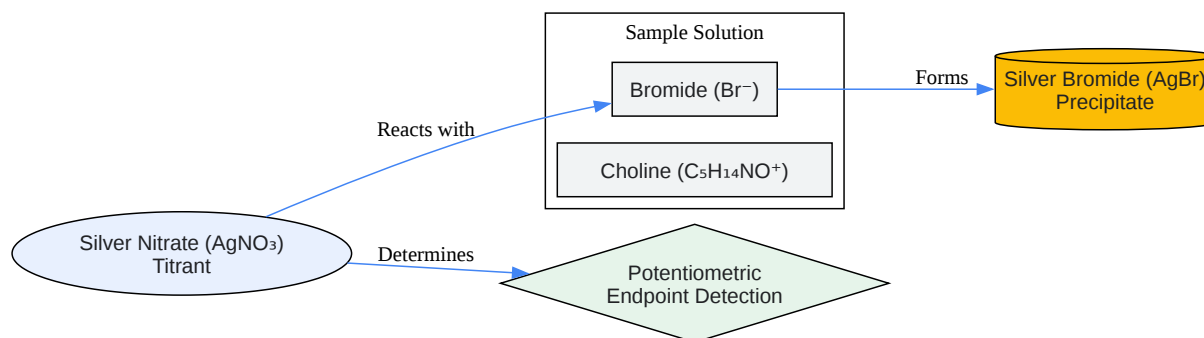 Sample Solution
Bromide (Br⁻)
Forms
Silver Bromide (AgBr)
Precipitate
Reacts with
Choline (C₅H₁₄NO⁺)
Silver Nitrate (AgNO₃)
Titrant
Determines
Potentiometric
Endpoint Detection